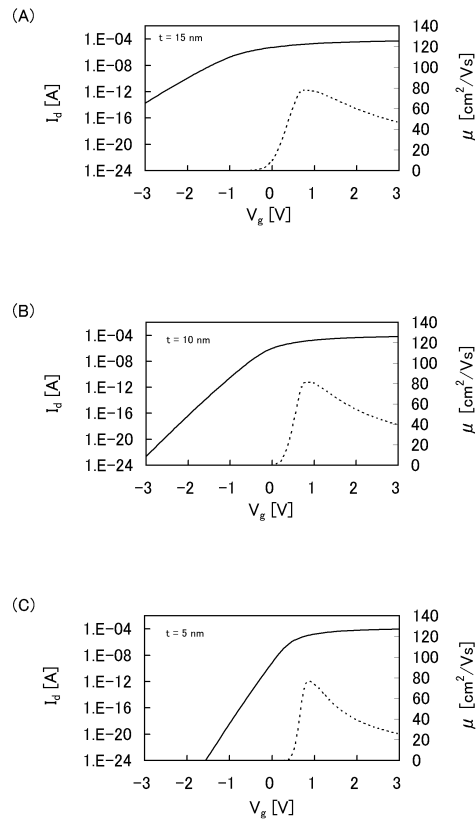 (A)
t = 15 nm
I_d [A]
1.E-04
1.E-08
1.E-12
1.E-16
1.E-20
1.E-24
140
120
100
80
60
40
20
0
μ [cm²/Vs]
-3 -2 -1 0 1 2 3
V_g [V]
(B)
t = 10 nm
I_d [A]
1.E-04
1.E-08
1.E-12
1.E-16
1.E-20
1.E-24
140
120
100
80
60
40
20
0
μ [cm²/Vs]
-3 -2 -1 0 1 2 3
V_g [V]
(C)
t = 5 nm
I_d [A]
1.E-04
1.E-08
1.E-12
1.E-16
1.E-20
1.E-24
140
120
100
80
60
40
20
0
μ [cm²/Vs]
-3 -2 -1 0 1 2 3
V_g [V]